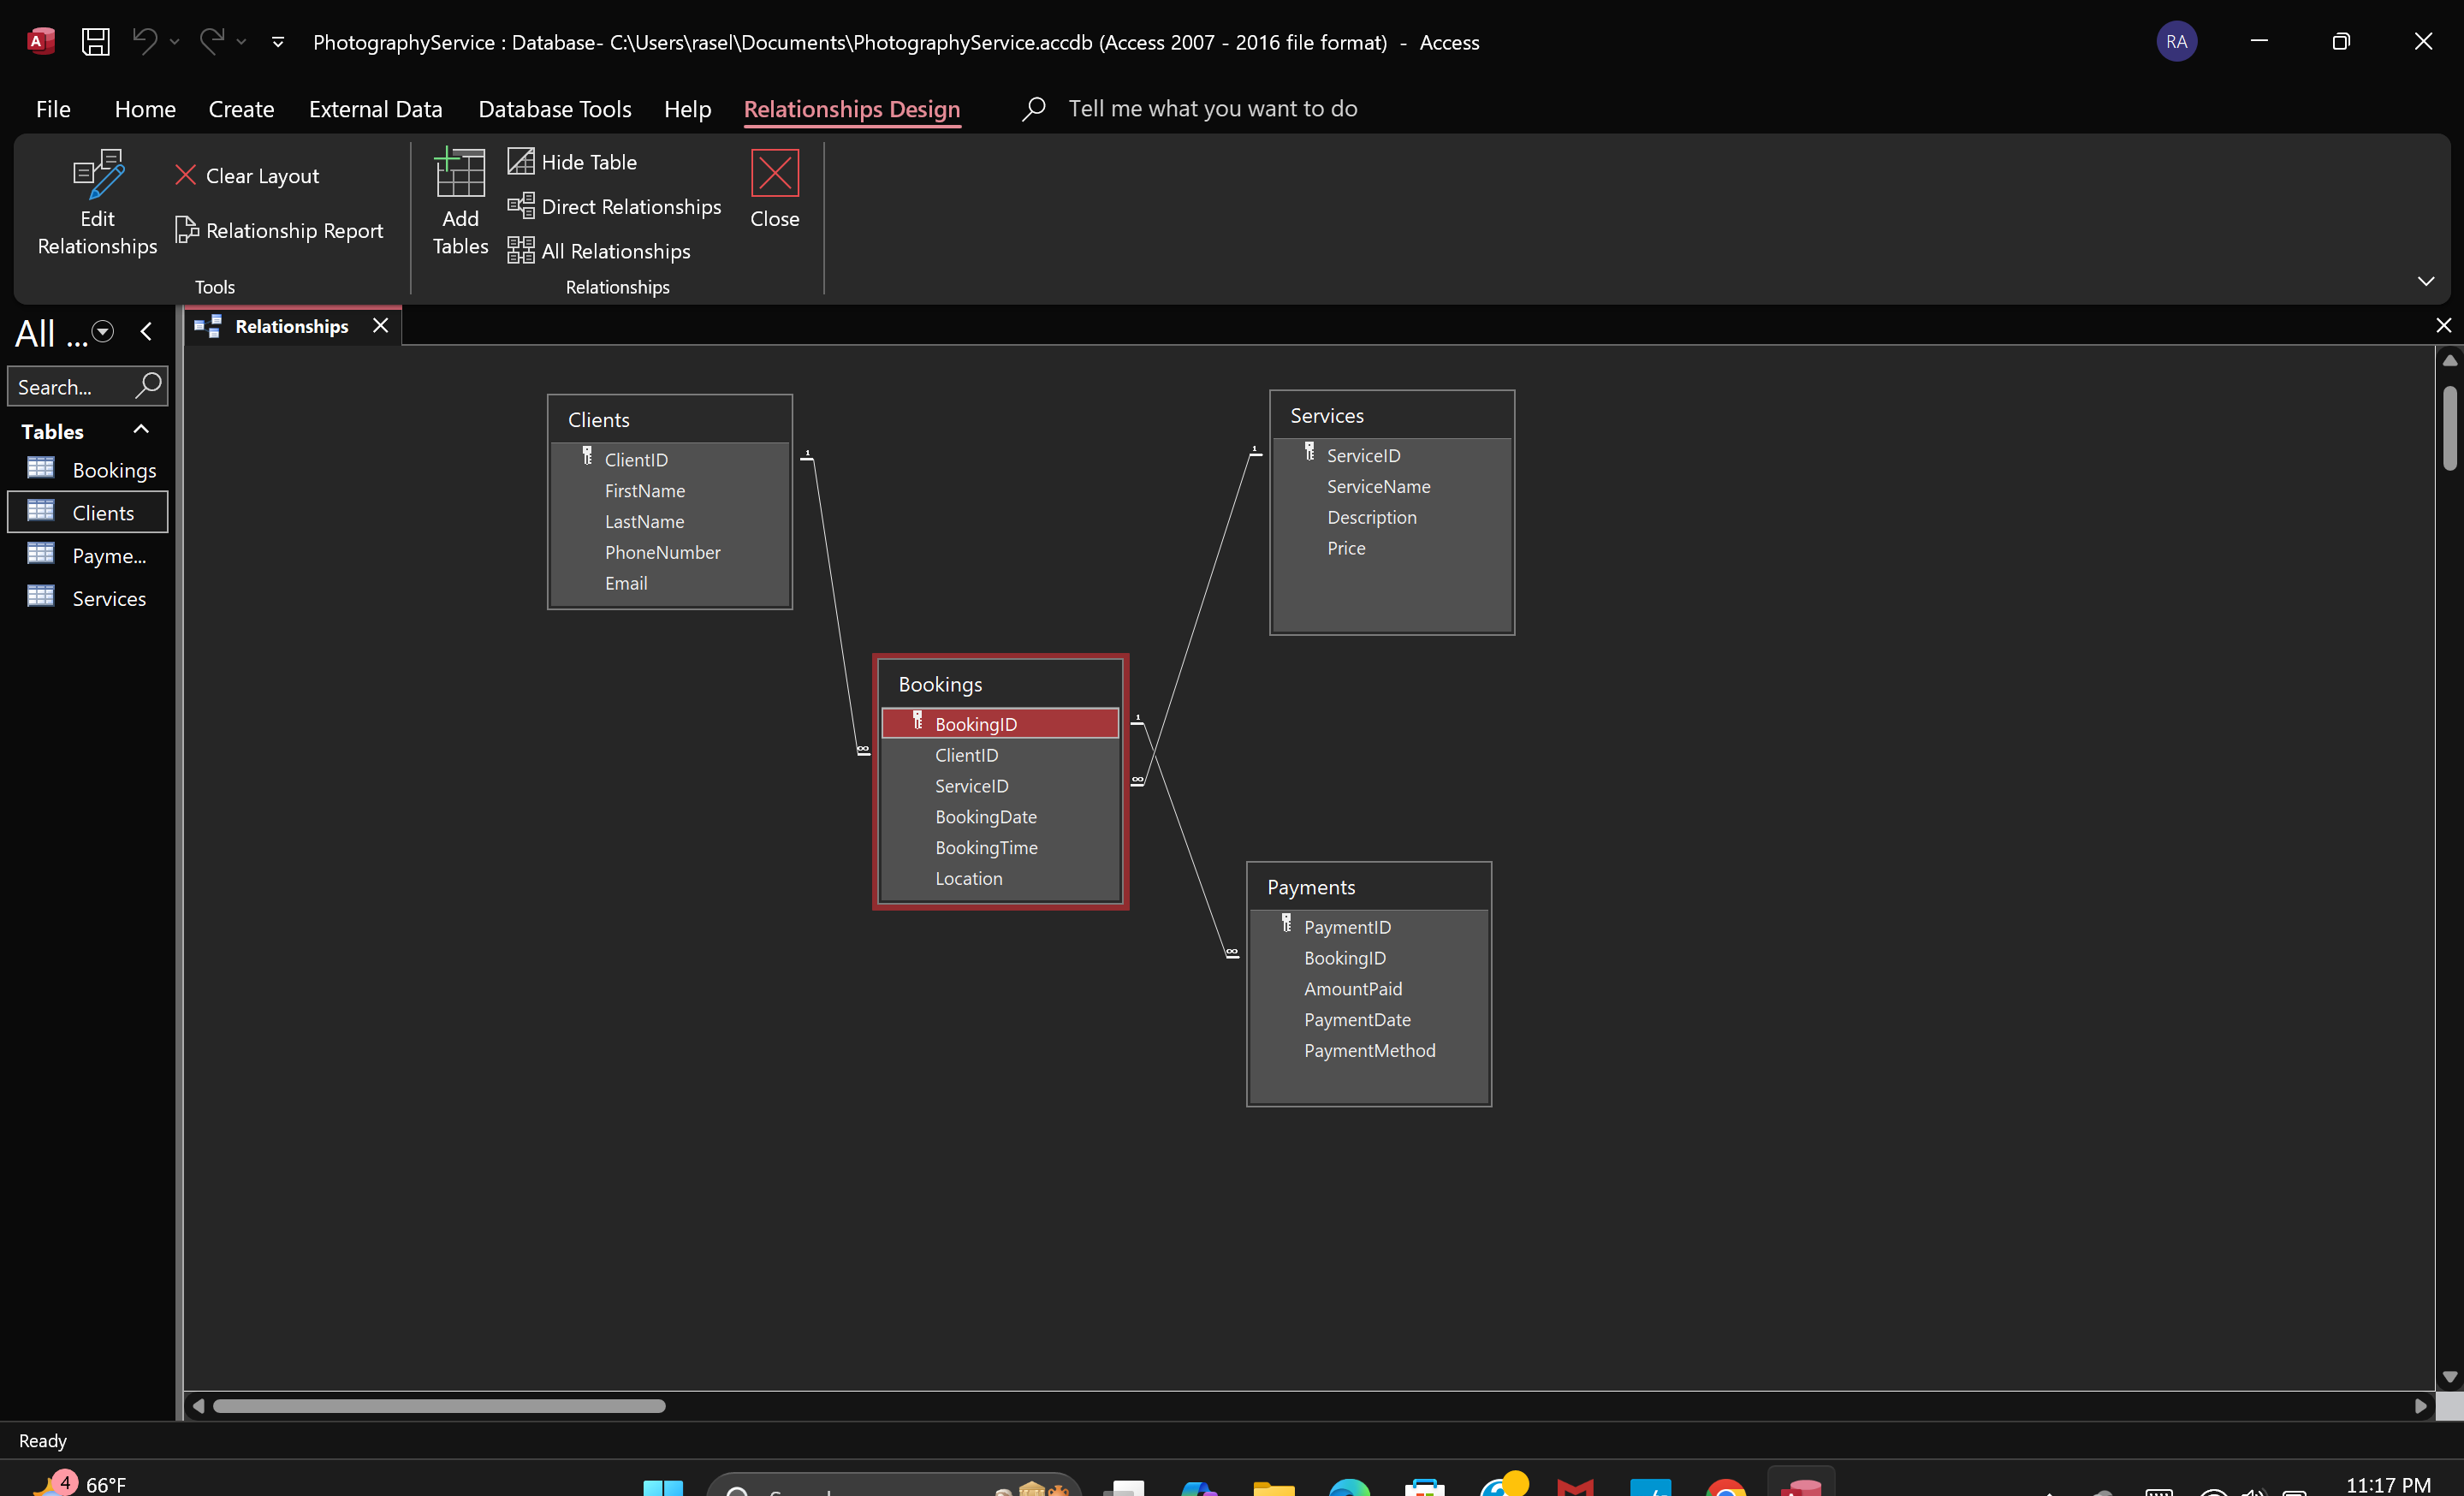 PhotographyService : Database- C:\Users\rasel\Documents\PhotographyService.accdb (Access 2007 - 2016 file format) - Access
RA
File Home Create External Data Database Tools Help Relationships Design Tell me what you want to do
Edit Relationships
Clear Layout
Relationship Report
Tools
Add Tables
Hide Table
Direct Relationships
All Relationships
Relationships
Close
All ...
Search...
Tables
Bookings
Clients
Payme...
Services
Relationships
Clients
ClientID
FirstName
LastName
PhoneNumber
Email
1
∞
Services
ServiceID
ServiceName
Description
Price
1
∞
Bookings
BookingID
ClientID
ServiceID
BookingDate
BookingTime
Location
1
∞
Payments
PaymentID
BookingID
AmountPaid
PaymentDate
PaymentMethod
Ready
4
66°F
11:17 PM